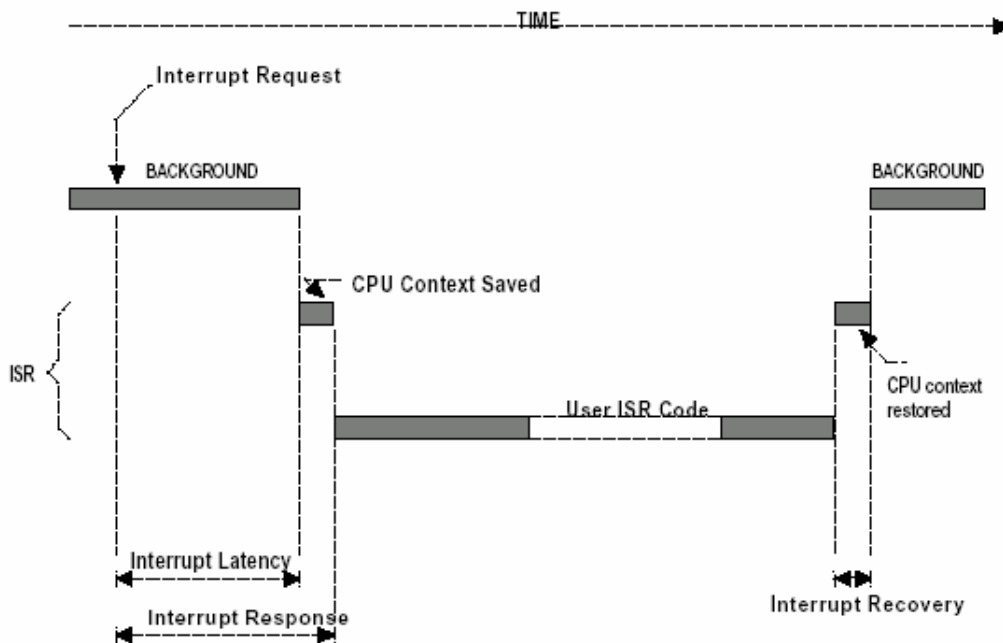 TIME
Interrupt Request
BACKGROUND
BACKGROUND
CPU Context Saved
ISR
CPU context
restored
User ISR Code
Interrupt Latency
Interrupt Response
Interrupt Recovery